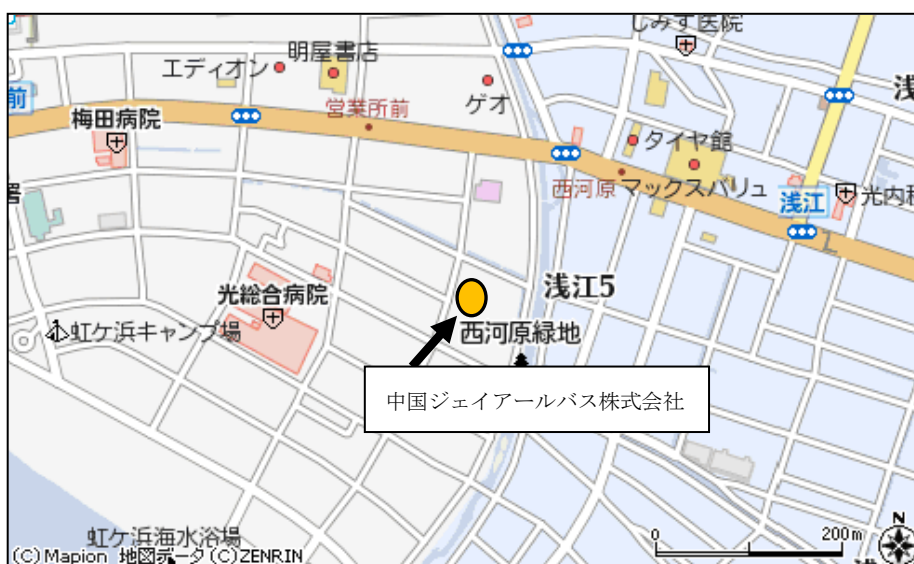 しみず医院
明屋書店
エディオン
ゲオ
浅
前
営業所前
梅田病院
タイヤ館
西河原
マックスバリュ
浅江
光内科
署
浅江5
光総合病院
虹ケ浜キャンプ場
西河原緑地
中国ジェイアールバス株式会社
虹ケ浜海水浴場
0
200m
N
(C)Mapion 地図データ(C)ZENRIN